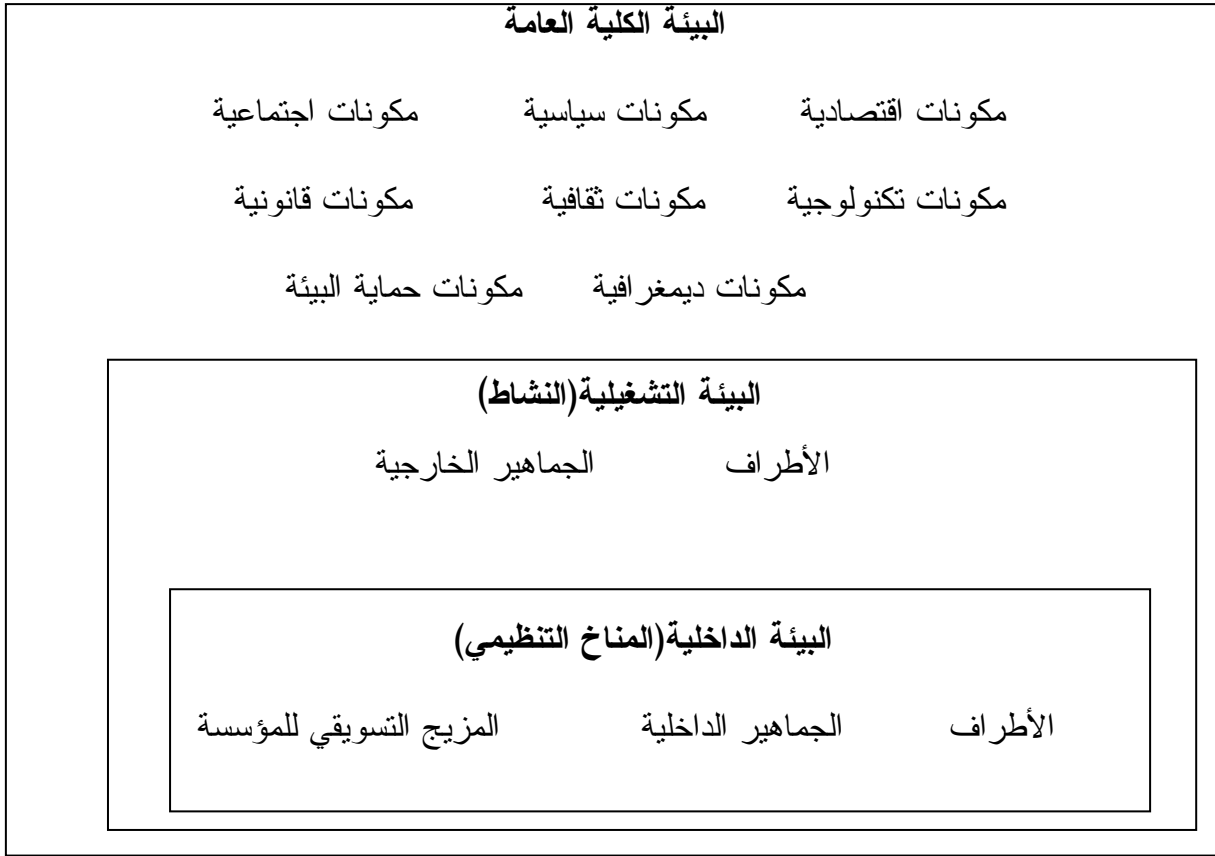 البيئة الكلية العامة
مكونات اقتصادية مكونات سياسية مكونات اجتماعية
مكونات تكنولوجية مكونات ثقافية مكونات قانونية
مكونات ديمغرافية مكونات حماية البيئة
البيئة التشغيلية(النشاط)
الأطراف الجماهير الخارجية
البيئة الداخلية(المناخ التنظيمي)
الأطراف الجماهير الداخلية المزيج التسويقي للمؤسسة